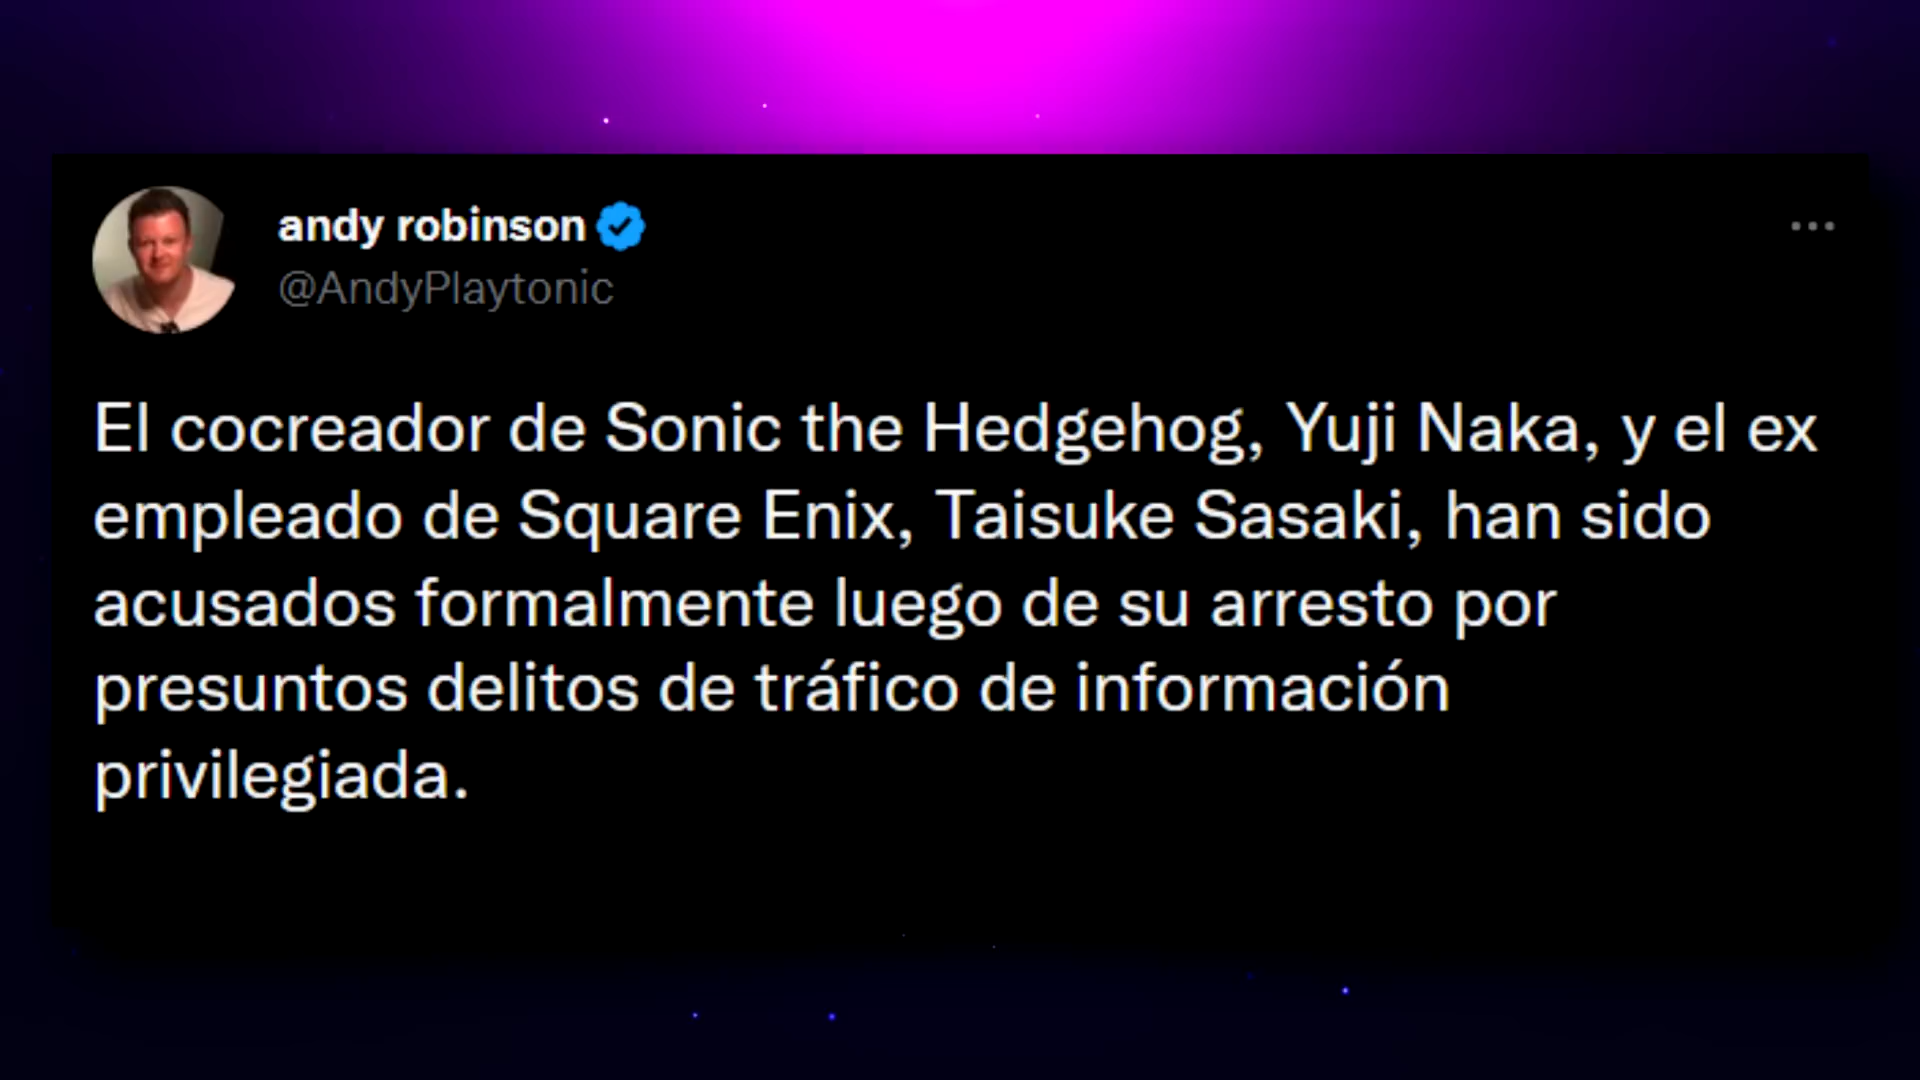 andy robinson
@AndyPlaytonic
El cocreador de Sonic the Hedgehog, Yuji Naka, y el ex
empleado de Square Enix, Taisuke Sasaki, han sido
acusados formalmente luego de su arresto por
presuntos delitos de tráfico de información
privilegiada.